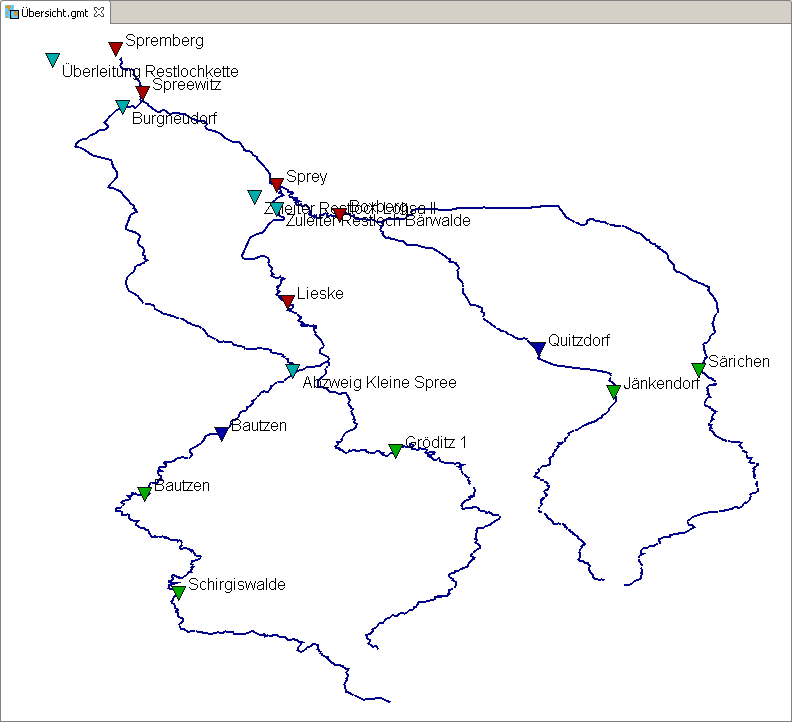 Übersicht.gmt
Spremberg
Überleitung Restlochkette
Spreewitz
Burgneudorf
Sprey
Zuleiter Restloch Lohsa II
Boxberg
Zuleiter Restloch Bärwalde
Lieske
Quitzdorf
Särichen
Abzweig Kleine Spree
Jänkendorf
Bautzen
Gröditz 1
Bautzen
Schirgiswalde